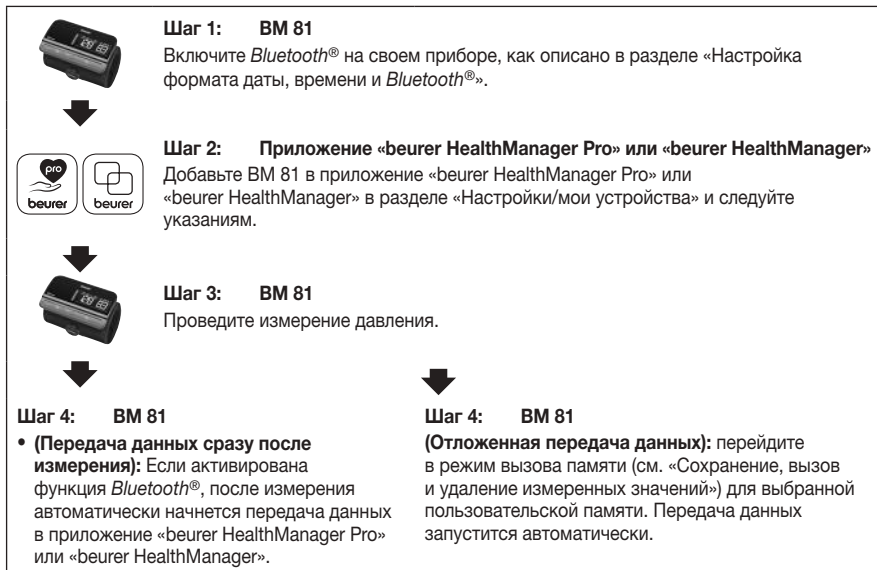 Шаг 1: BM 81
Включите Bluetooth® на своем приборе, как описано в разделе «Настройка
формата даты, времени и Bluetooth®».
Шаг 2: Приложение «beurer HealthManager Pro» или «beurer HealthManager»
pro
beurer
beurer
Добавьте BM 81 в приложение «beurer HealthManager Pro» или
«beurer HealthManager» в разделе «Настройки/мои устройства» и следуйте
указаниям.
Шаг 3: BM 81
Проведите измерение давления.
Шаг 4: BM 81
• (Передача данных сразу после
измерения): Если активирована
функция Bluetooth®, после измерения
автоматически начнется передача данных
в приложение «beurer HealthManager Pro»
или «beurer HealthManager».
Шаг 4: BM 81
(Отложенная передача данных): перейдите
в режим вызова памяти (см. «Сохранение, вызов
и удаление измеренных значений») для выбранной
пользовательской памяти. Передача данных
запустится автоматически.